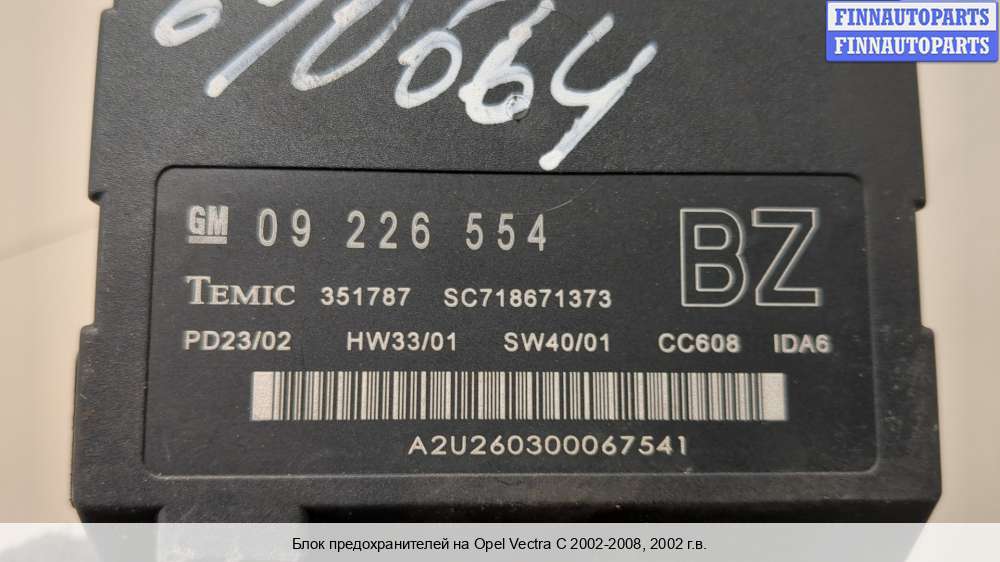 FINNAUTOPARTS
FINNAUTOPARTS
GM 09 226 554
BZ
TEMIC 351787 SC718671373
PD23/02 HW33/01 SW40/01 CC608 IDA6
A2U260300067541
Блок предохранителей на Opel Vectra C 2002-2008, 2002 г.в.